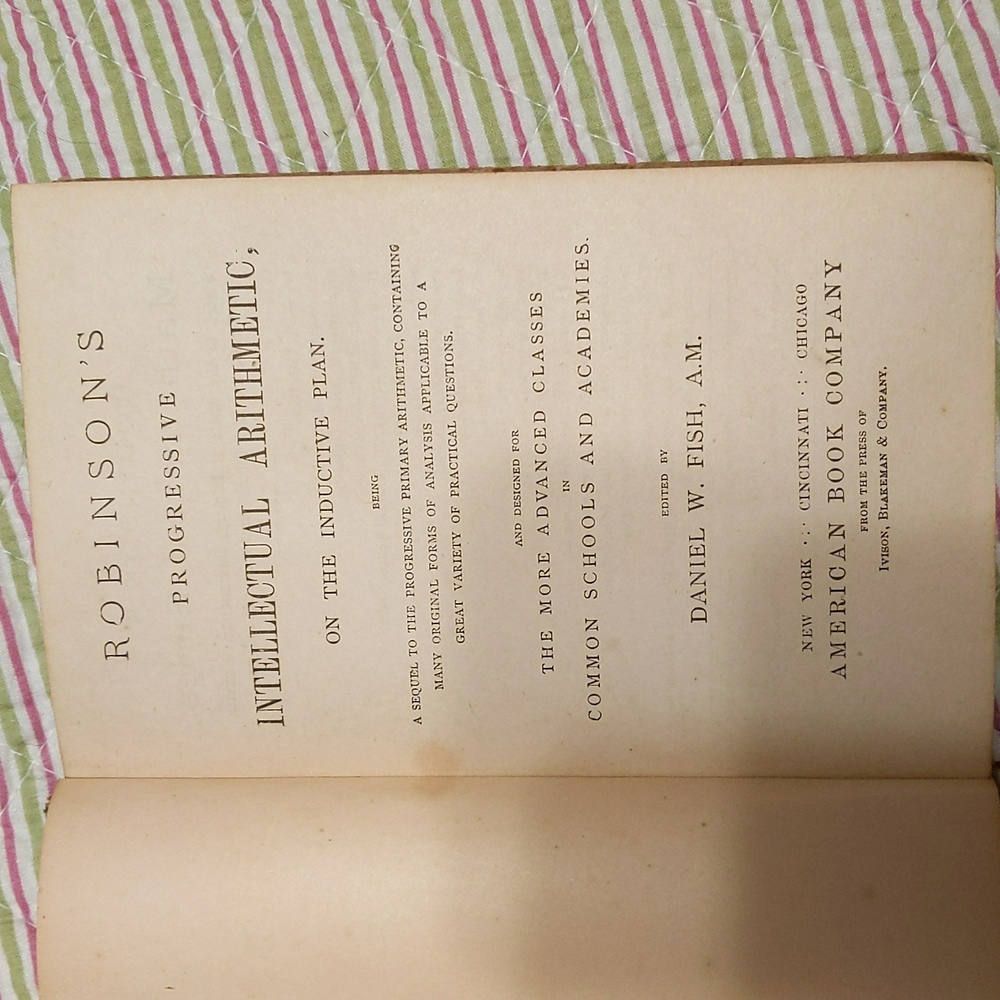 ROBINSON'S
PROGRESSIVE
INTELLECTUAL ARITHMETIC,
ON THE INDUCTIVE PLAN.
BEING
A SEQUEL TO THE PROGRESSIVE PRIMARY ARITHMETIC, CONTAINING
MANY ORIGINAL FORMS OF ANALYSIS APPLICABLE TO A
GREAT VARIETY OF PRACTICAL QUESTIONS.
AND DESIGNED FOR
THE MORE ADVANCED CLASSES
IN
COMMON SCHOOLS AND ACADEMIES.
EDITED BY
DANIEL W. FISH, A.M.
NEW YORK ·:· CINCINNATI ·:· CHICAGO
AMERICAN BOOK COMPANY
FROM THE PRESS OF
IVISON, BLAKEMAN & COMPANY.